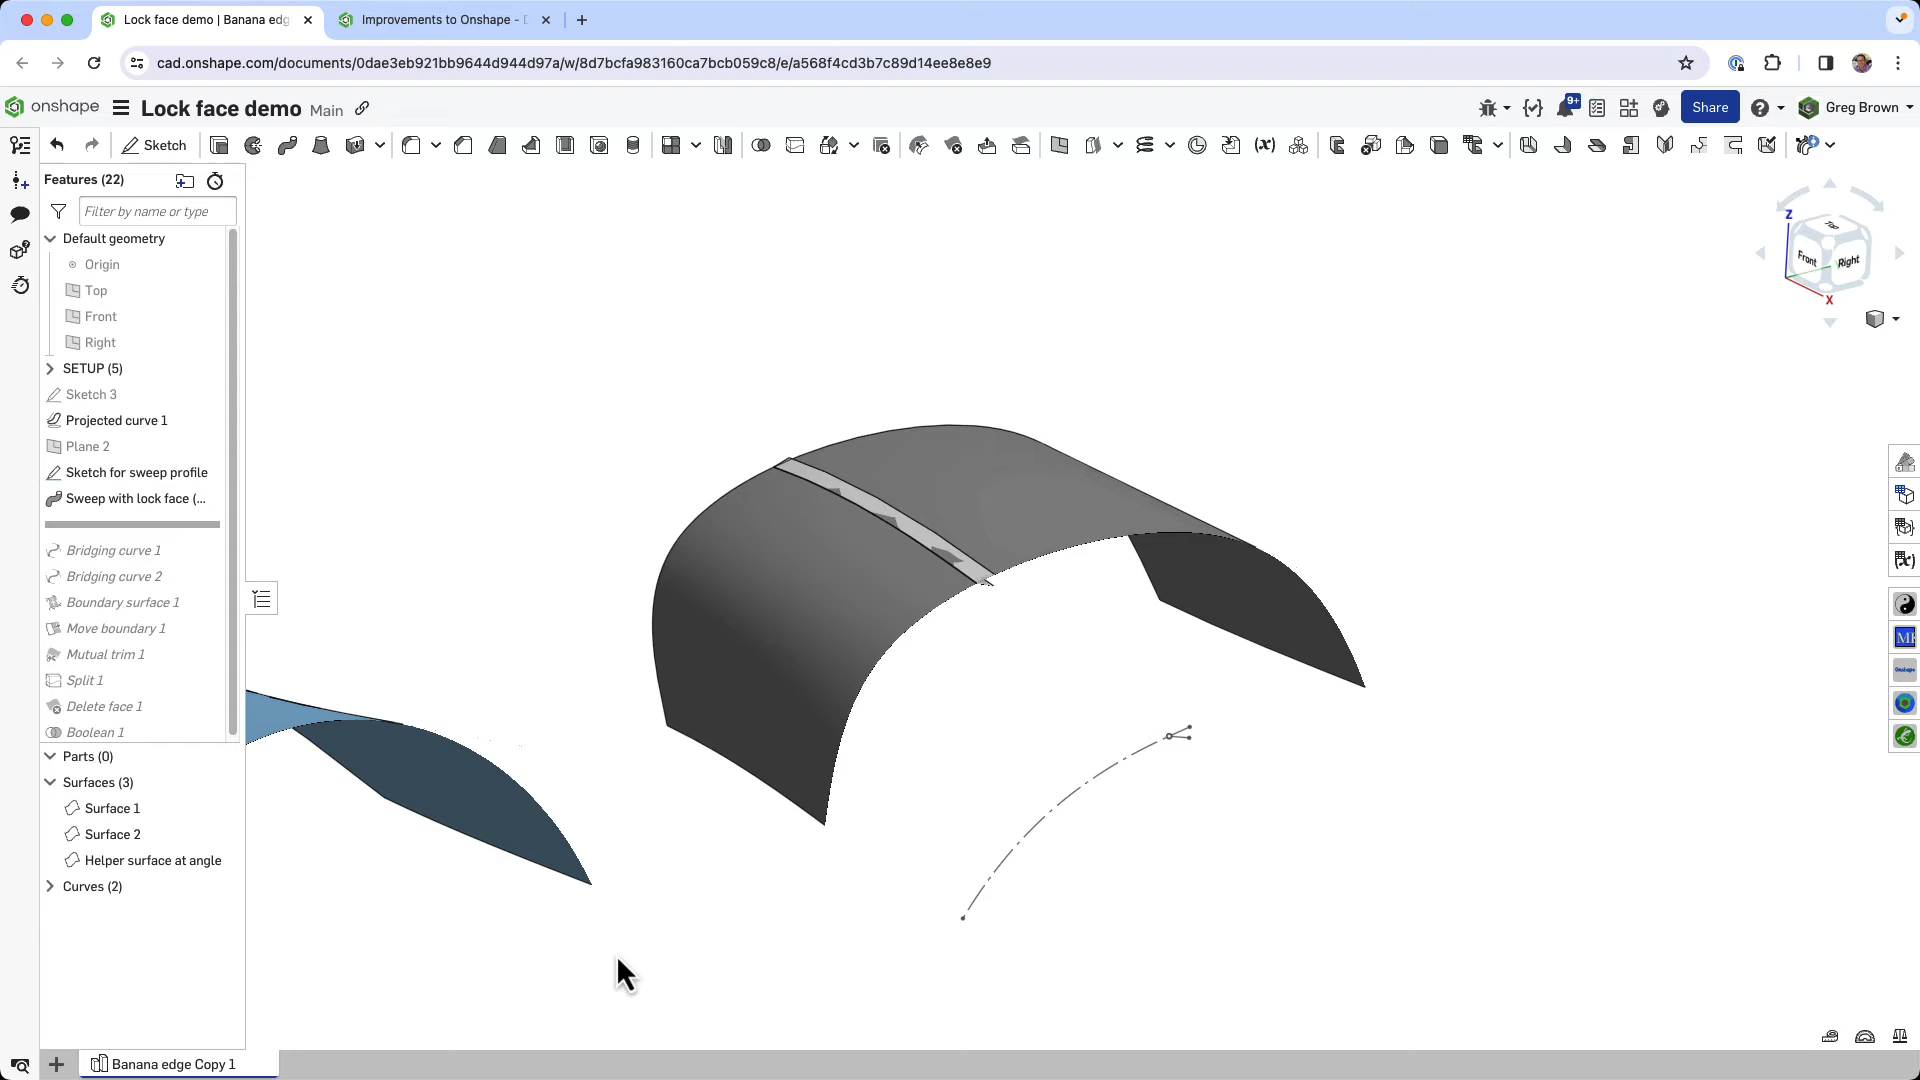 Lock face demo | Banana edg
Improvements to Onshape -
cad.onshape.com/documents/0dae3eb921bb9644d944d97a/w/8d7bcfa983160ca7bcb059c8/e/a568f4cd3b7c89d14ee8e8e9
onshape
Lock face demo
Main
9+
Share
Greg Brown
Sketch
(x)
Features (22)
Filter by name or type
Default geometry
Origin
Top
Front
Right
SETUP (5)
Sketch 3
Projected curve 1
Plane 2
Sketch for sweep profile
Sweep with lock face (...
Bridging curve 1
Bridging curve 2
Boundary surface 1
Move boundary 1
Mutual trim 1
Split 1
Delete face 1
Boolean 1
Parts (0)
Surfaces (3)
Surface 1
Surface 2
Helper surface at angle
Curves (2)
Z
Top
Front
Right
X
(x)
Onshape
Banana edge Copy 1